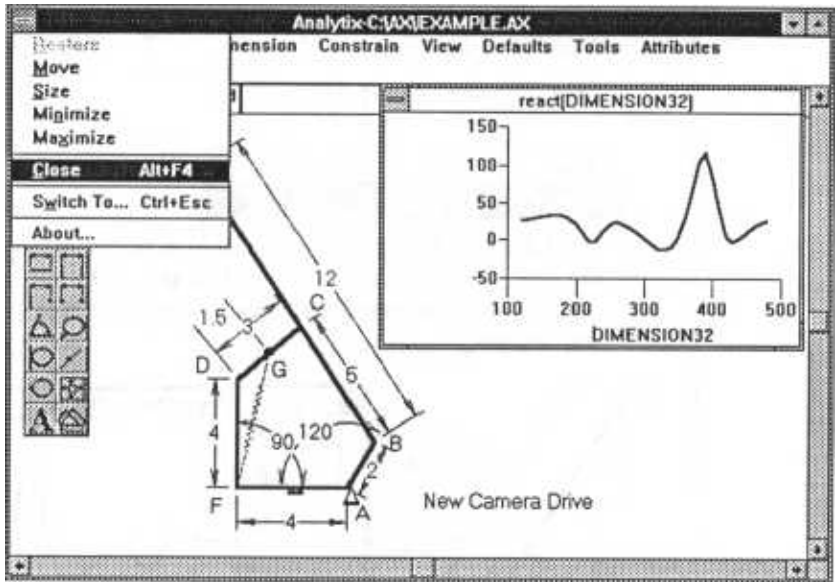 Analytix-C:\AX\EXAMPLE.AX
Restore
Move
Size
Minimize
Maximize
Close Alt+F4
Switch To... Ctrl+Esc
About...
mension Constrain View Defaults Tools Attributes
react[DIMENSION32]
150
100
50
0
-50
100 200 300 400 500
DIMENSION32
12
C
1.5
3
D
G
6
4
90, 120
B
2
F
4
A
New Camera Drive
A